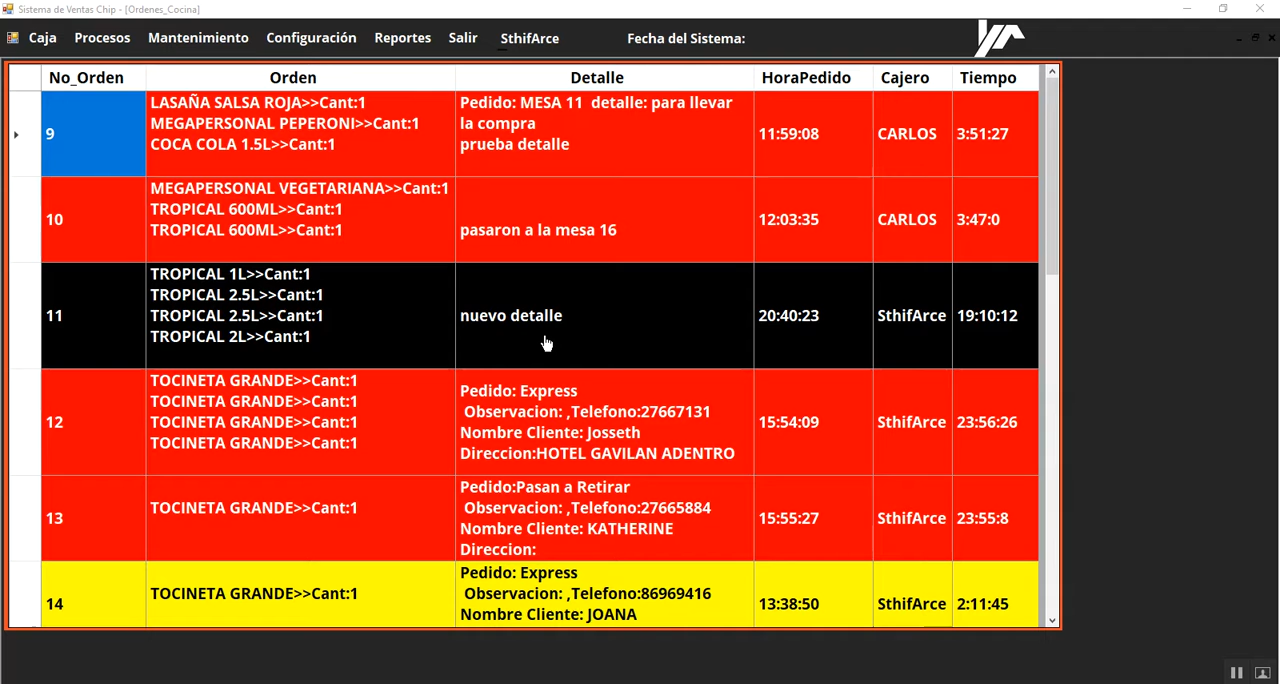 Sistema de Ventas Chip - [Ordenes_Cocina]
Caja Procesos Mantenimiento Configuración Reportes Salir SthifArce Fecha del Sistema:
No_Orden Orden Detalle HoraPedido Cajero Tiempo
9
LASAÑA SALSA ROJA>>Cant:1
MEGAPERSONAL PEPERONI>>Cant:1
COCA COLA 1.5L>>Cant:1
Pedido: MESA 11 detalle: para llevar
la compra
prueba detalle
11:59:08
CARLOS
3:51:27
10
MEGAPERSONAL VEGETARIANA>>Cant:1
TROPICAL 600ML>>Cant:1
TROPICAL 600ML>>Cant:1
pasaron a la mesa 16
12:03:35
CARLOS
3:47:0
11
TROPICAL 1L>>Cant:1
TROPICAL 2.5L>>Cant:1
TROPICAL 2.5L>>Cant:1
TROPICAL 2L>>Cant:1
nuevo detalle
20:40:23
SthifArce
19:10:12
12
TOCINETA GRANDE>>Cant:1
TOCINETA GRANDE>>Cant:1
TOCINETA GRANDE>>Cant:1
TOCINETA GRANDE>>Cant:1
Pedido: Express
Observacion: ,Telefono:27667131
Nombre Cliente: Josseth
Direccion:HOTEL GAVILAN ADENTRO
15:54:09
SthifArce
23:56:26
13
TOCINETA GRANDE>>Cant:1
Pedido:Pasan a Retirar
Observacion: ,Telefono:27665884
Nombre Cliente: KATHERINE
Direccion:
15:55:27
SthifArce
23:55:8
14
TOCINETA GRANDE>>Cant:1
Pedido: Express
Observacion: ,Telefono:86969416
Nombre Cliente: JOANA
13:38:50
SthifArce
2:11:45